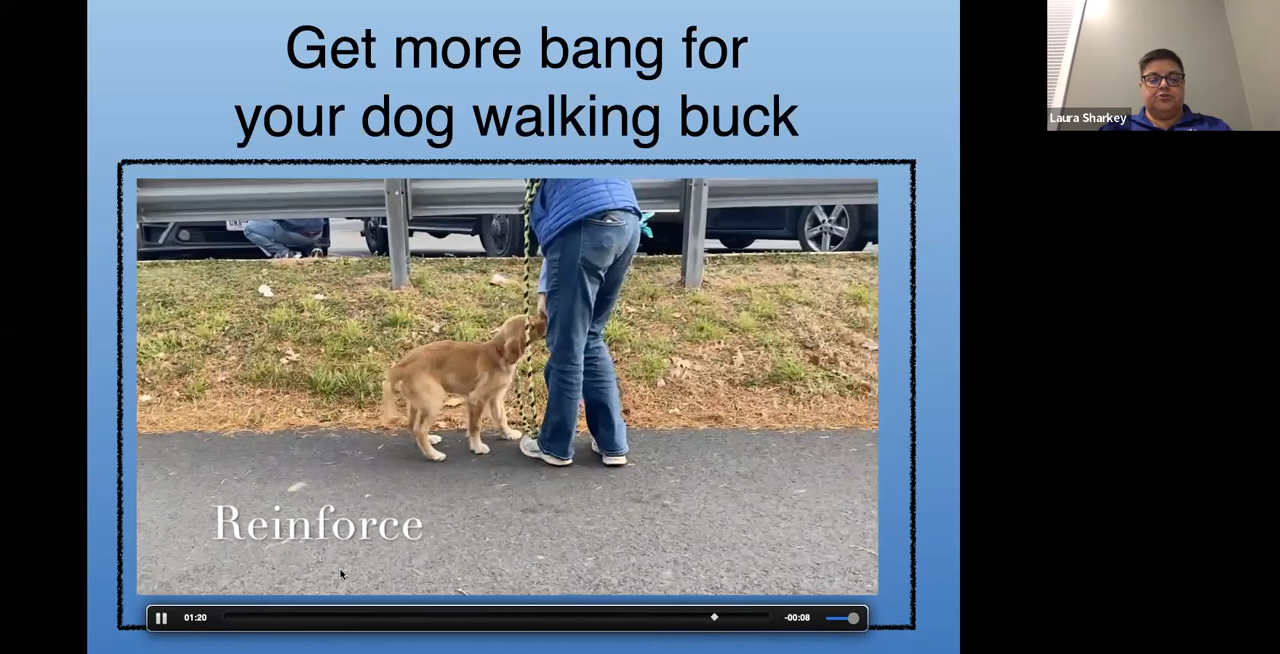 Get more bang for
your dog walking buck
Laura Sharkey
Reinforce
01:20
-00:08